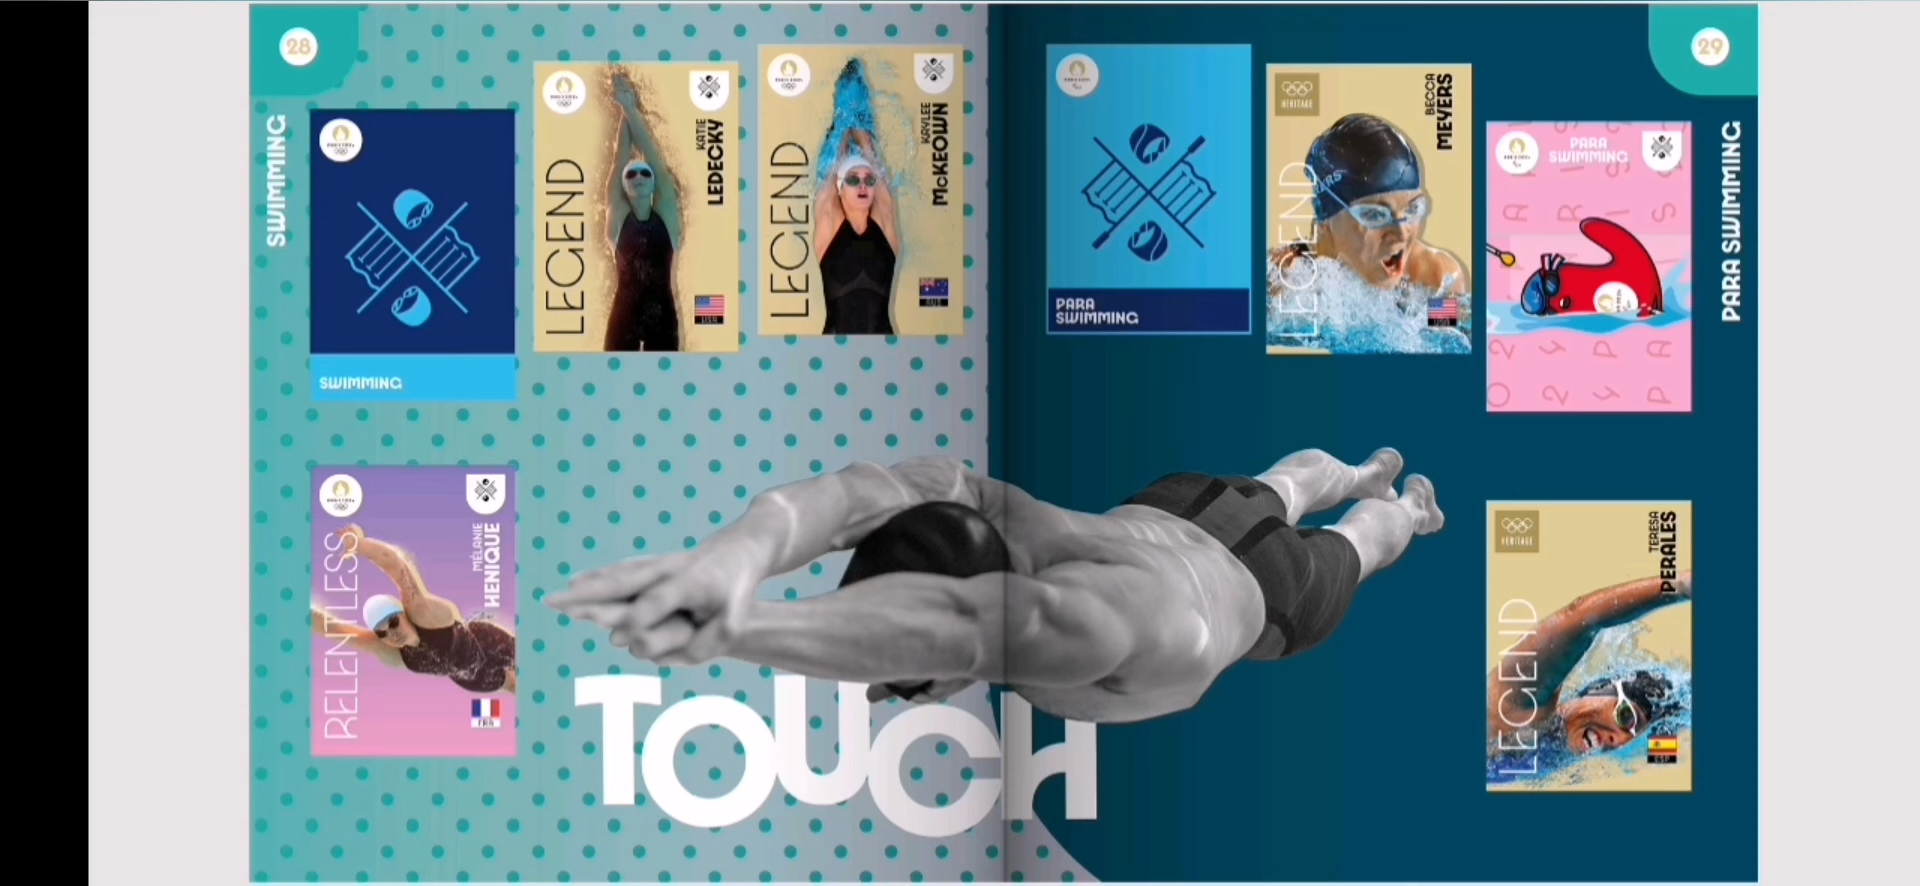 28
SWIMMING
SWIMMING
LEGEND
KATIE
LEDECKY
USA
LEGEND
KAYLEE
McKEOWN
AUS
RELENTLESS
MÉLANIE
HENIQUE
FRA
TOUCH
29
PARA SWIMMING
PARA
SWIMMING
HERITAGE
LEGEND
BECCA
MEYERS
USA
PARA
SWIMMING
HERITAGE
LEGEND
TERESA
PERALES
ESP